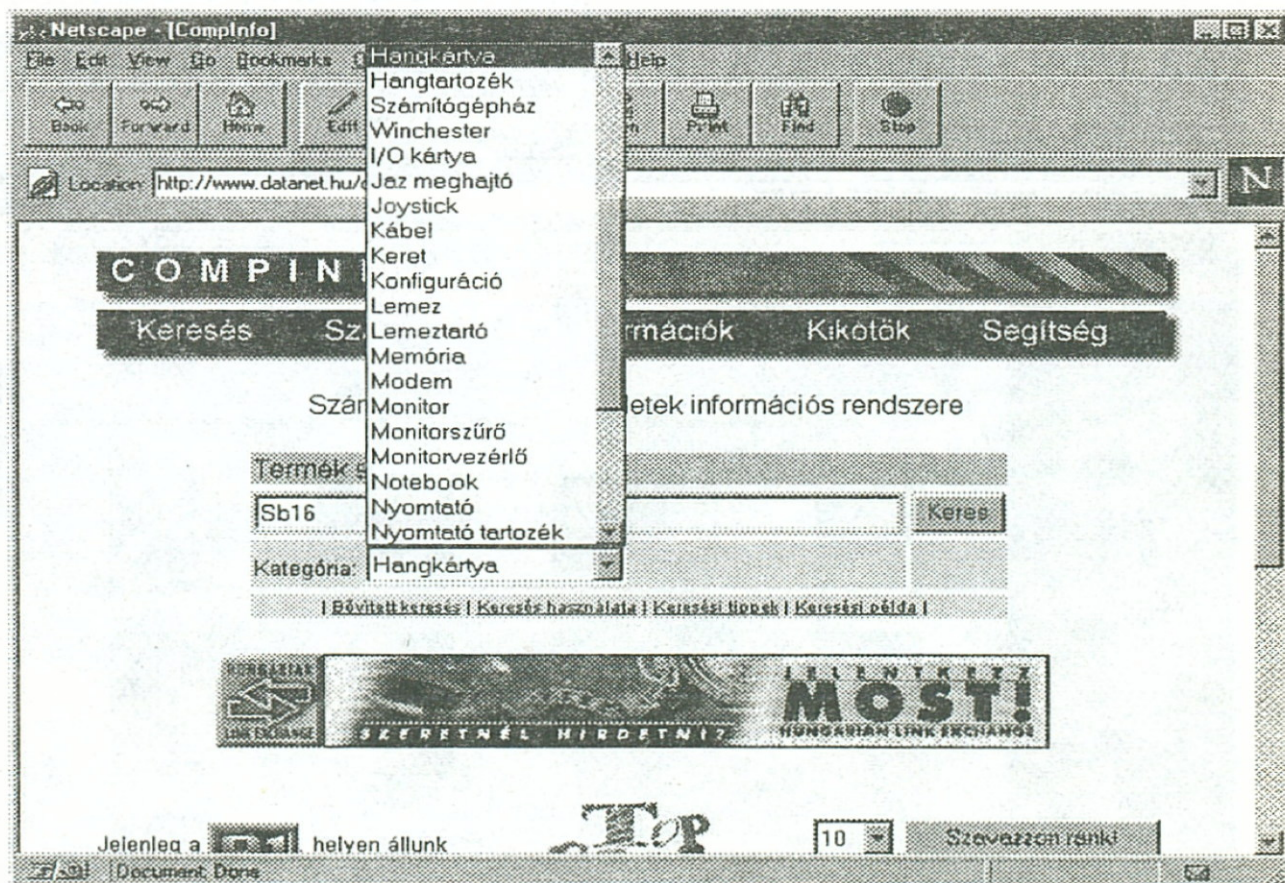 Netscape - [CompInfo]
File Edit View Go Bookmarks Help
Hangkártya
Hangtartozék
Számítógépház
Winchester
I/O kártya
Jaz meghajtó
Joystick
Kábel
Keret
Konfiguráció
Lemez
Lemeztartó
Memória
Modem
Monitor
Monitorszűrő
Monitorvezérlő
Notebook
Nyomtató
Nyomtató tartozék
Back Forward Home Edit Print Find Stop
Location: http://www.datanet.hu/
COMPIN
Keresés Sz rmációk Kikötök Segítség
Szám letek információs rendszere
Termék s
Sb16 Keres
Kategória: Hangkártya
| Bővített keresés | Keresés használata | Keresési tippek | Keresési példa |
HUNGARIAN
LINK EXCHANGE
SZERETNÉL HIRDETNI?
JELENTKEZZ
MOST!
HUNGARIAN LINK EXCHANGE
Jelenleg a helyen állunk
Top
10 Szavazzon ránk!
Document: Done